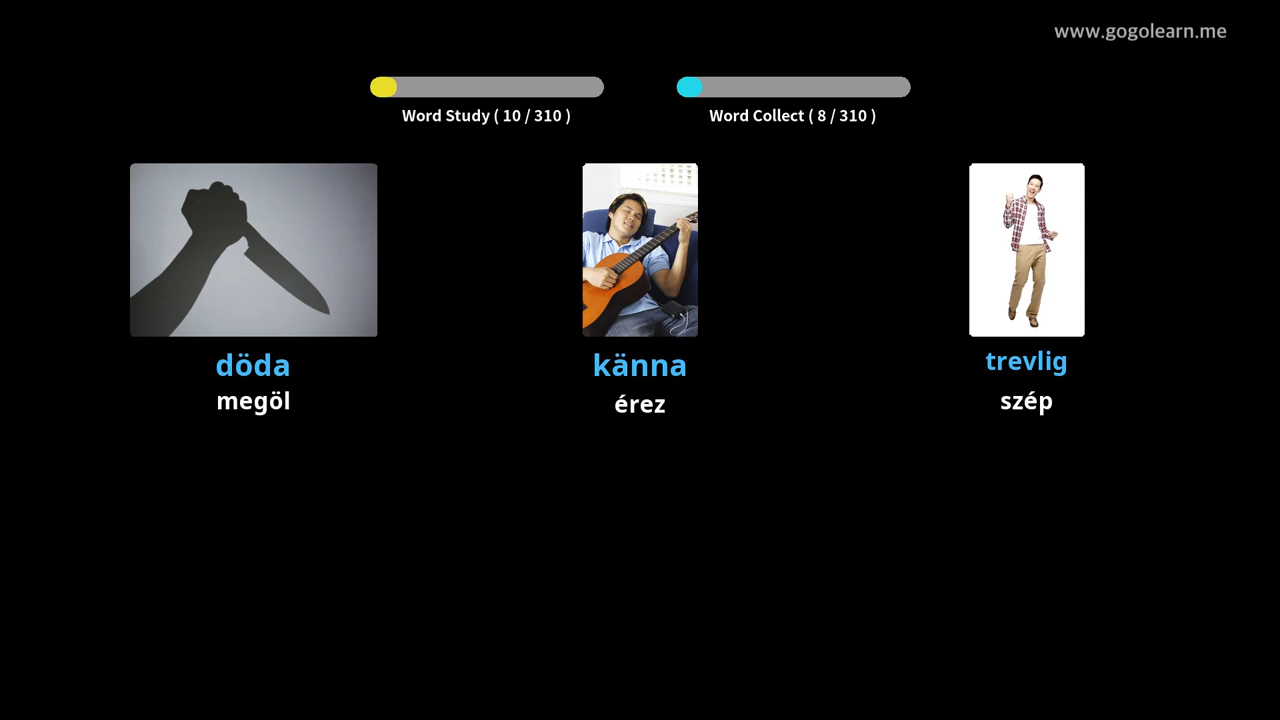 www.gogolearn.me
Word Study ( 10 / 310 )
Word Collect ( 8 / 310 )
döda
känna
trevlig
megöl
érez
szép